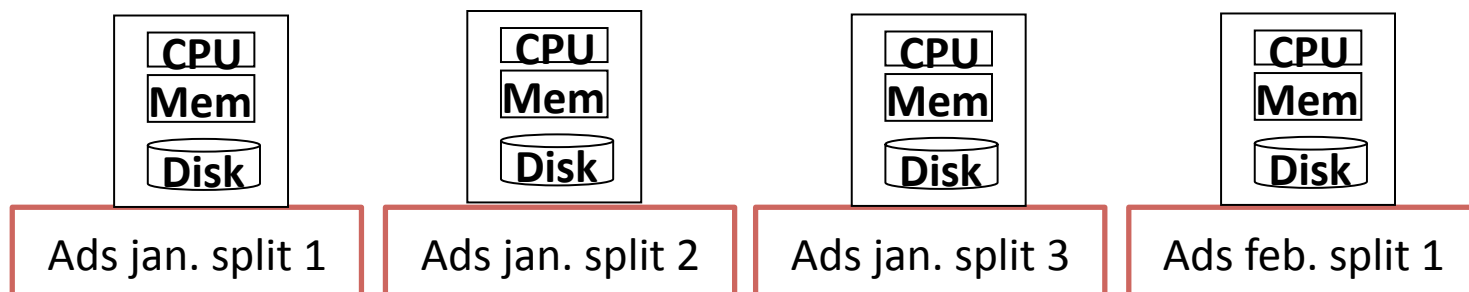 CPU
Mem
Disk
CPU
Mem
Disk
CPU
Mem
Disk
CPU
Mem
Disk
Ads jan. split 1
Ads jan. split 2
Ads jan. split 3
Ads feb. split 1